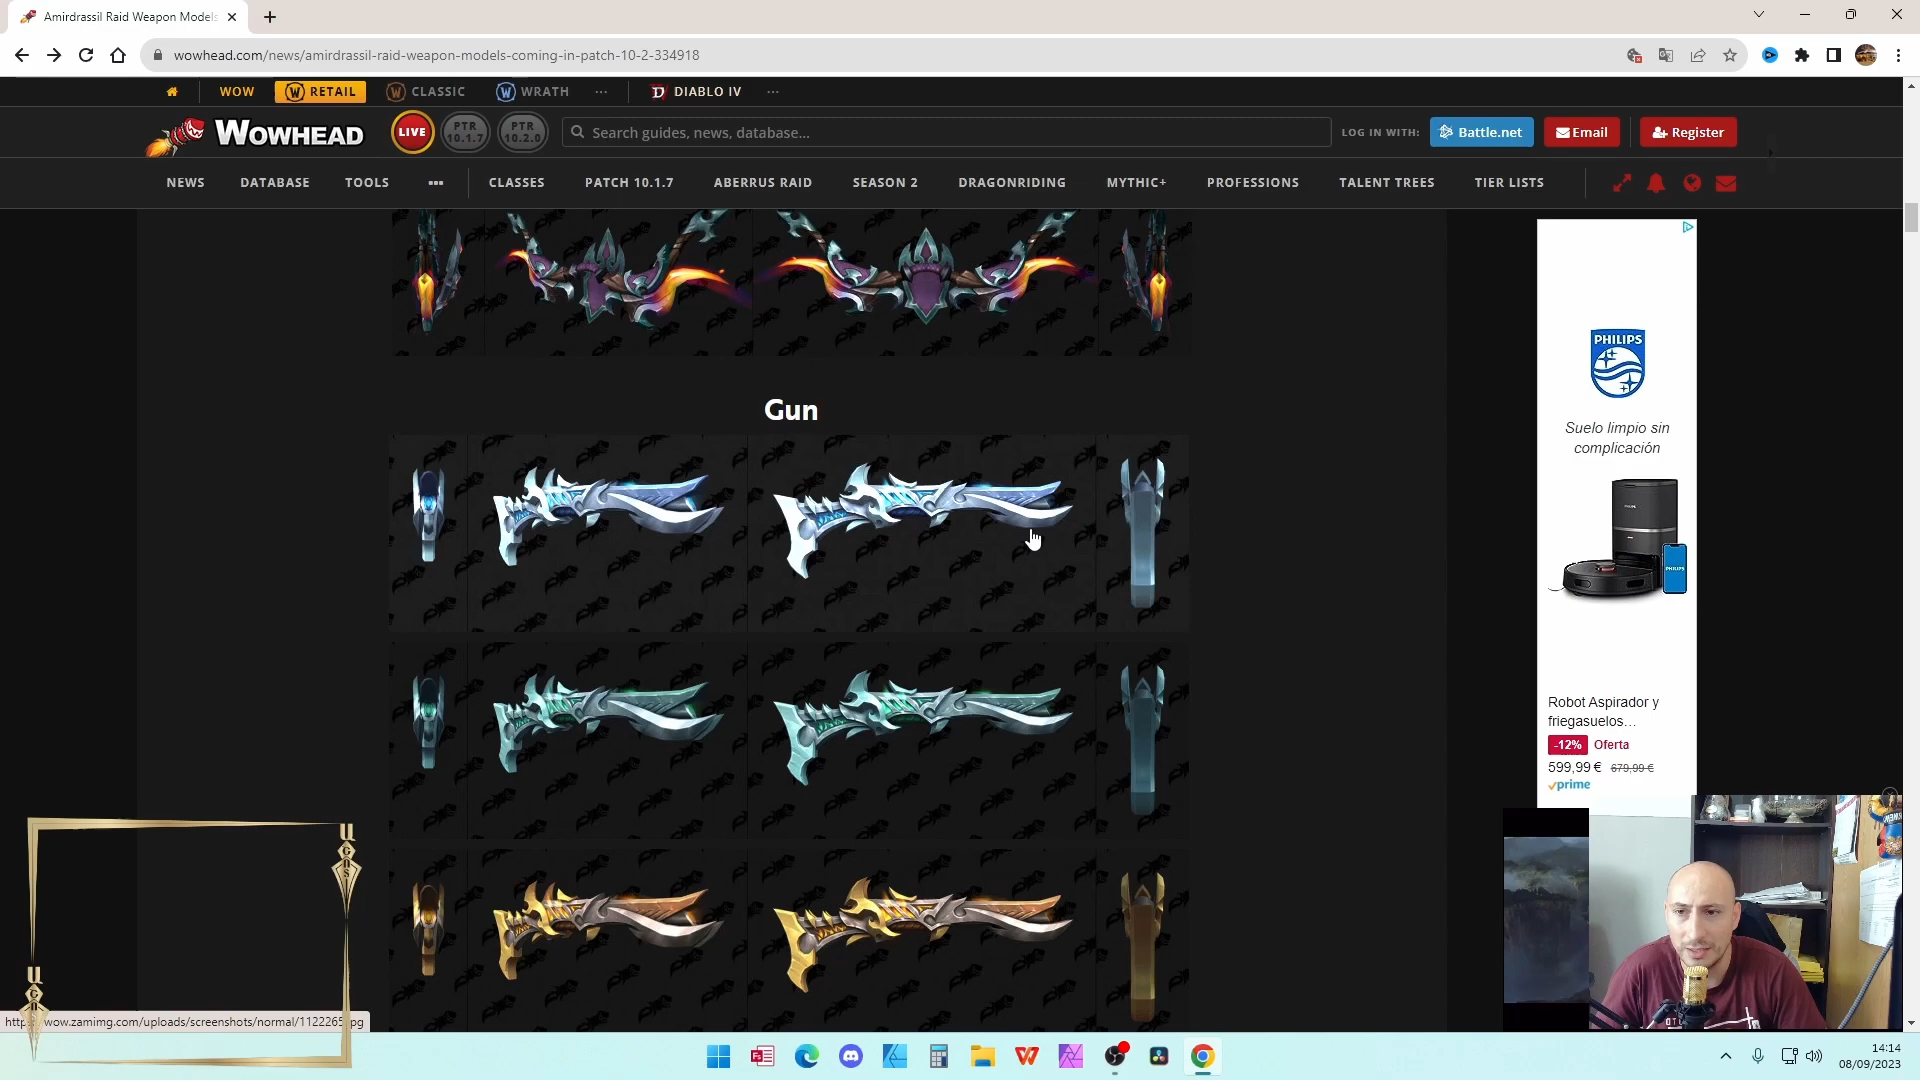 Amirdrassil Raid Weapon Models
wowhead.com/news/amirdrassil-raid-weapon-models-coming-in-patch-10-2-334918
WOW
RETAIL
CLASSIC
WRATH
DIABLO IV
WOWHEAD
LIVE
PTR
10.1.7
PTR
10.2.0
Search guides, news, database...
LOG IN WITH:
Battle.net
Email
Register
NEWS
DATABASE
TOOLS
CLASSES
PATCH 10.1.7
ABERRUS RAID
SEASON 2
DRAGONRIDING
MYTHIC+
PROFESSIONS
TALENT TREES
TIER LISTS
Gun
PHILIPS
Suelo limpio sin
complicación
PHILIPS
Robot Aspirador y
friegasuelos...
-12% Oferta
599,99 € 679,99 €
prime
wow.zamimg.com/uploads/screenshots/normal/1122265
14:14
08/09/2023